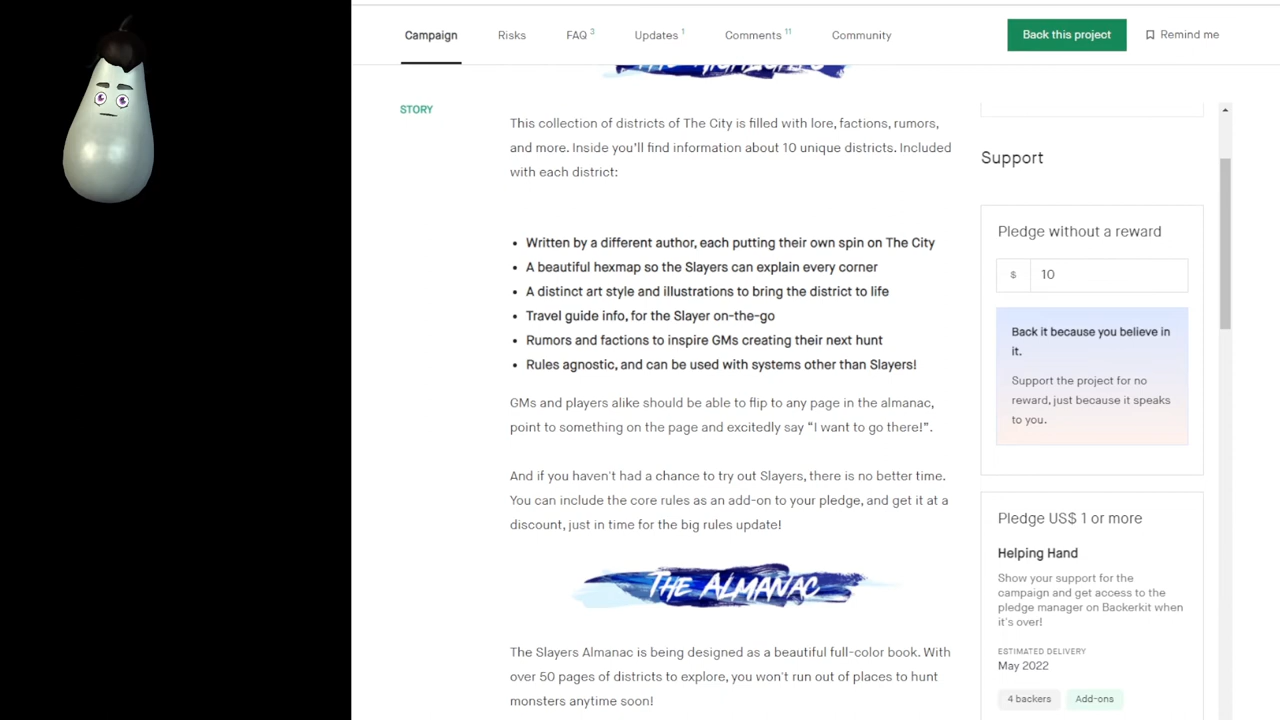 Campaign
Risks
FAQ 3
Updates 1
Comments 11
Community
Back this project
Remind me
STORY
This collection of districts of The City is filled with lore, factions, rumors,
and more. Inside you'll find information about 10 unique districts. Included
with each district:
• Written by a different author, each putting their own spin on The City
• A beautiful hexmap so the Slayers can explain every corner
• A distinct art style and illustrations to bring the district to life
• Travel guide info, for the Slayer on-the-go
• Rumors and factions to inspire GMs creating their next hunt
• Rules agnostic, and can be used with systems other than Slayers!
GMs and players alike should be able to flip to any page in the almanac,
point to something on the page and excitedly say “I want to go there!”.
And if you haven't had a chance to try out Slayers, there is no better time.
You can include the core rules as an add-on to your pledge, and get it at a
discount, just in time for the big rules update!
THE ALMANAC
The Slayers Almanac is being designed as a beautiful full-color book. With
over 50 pages of districts to explore, you won't run out of places to hunt
monsters anytime soon!
Support
Pledge without a reward
$ 10
Back it because you believe in
it.
Support the project for no
reward, just because it speaks
to you.
Pledge US$ 1 or more
Helping Hand
Show your support for the
campaign and get access to the
pledge manager on Backerkit when
it's over!
ESTIMATED DELIVERY
May 2022
4 backers
Add-ons